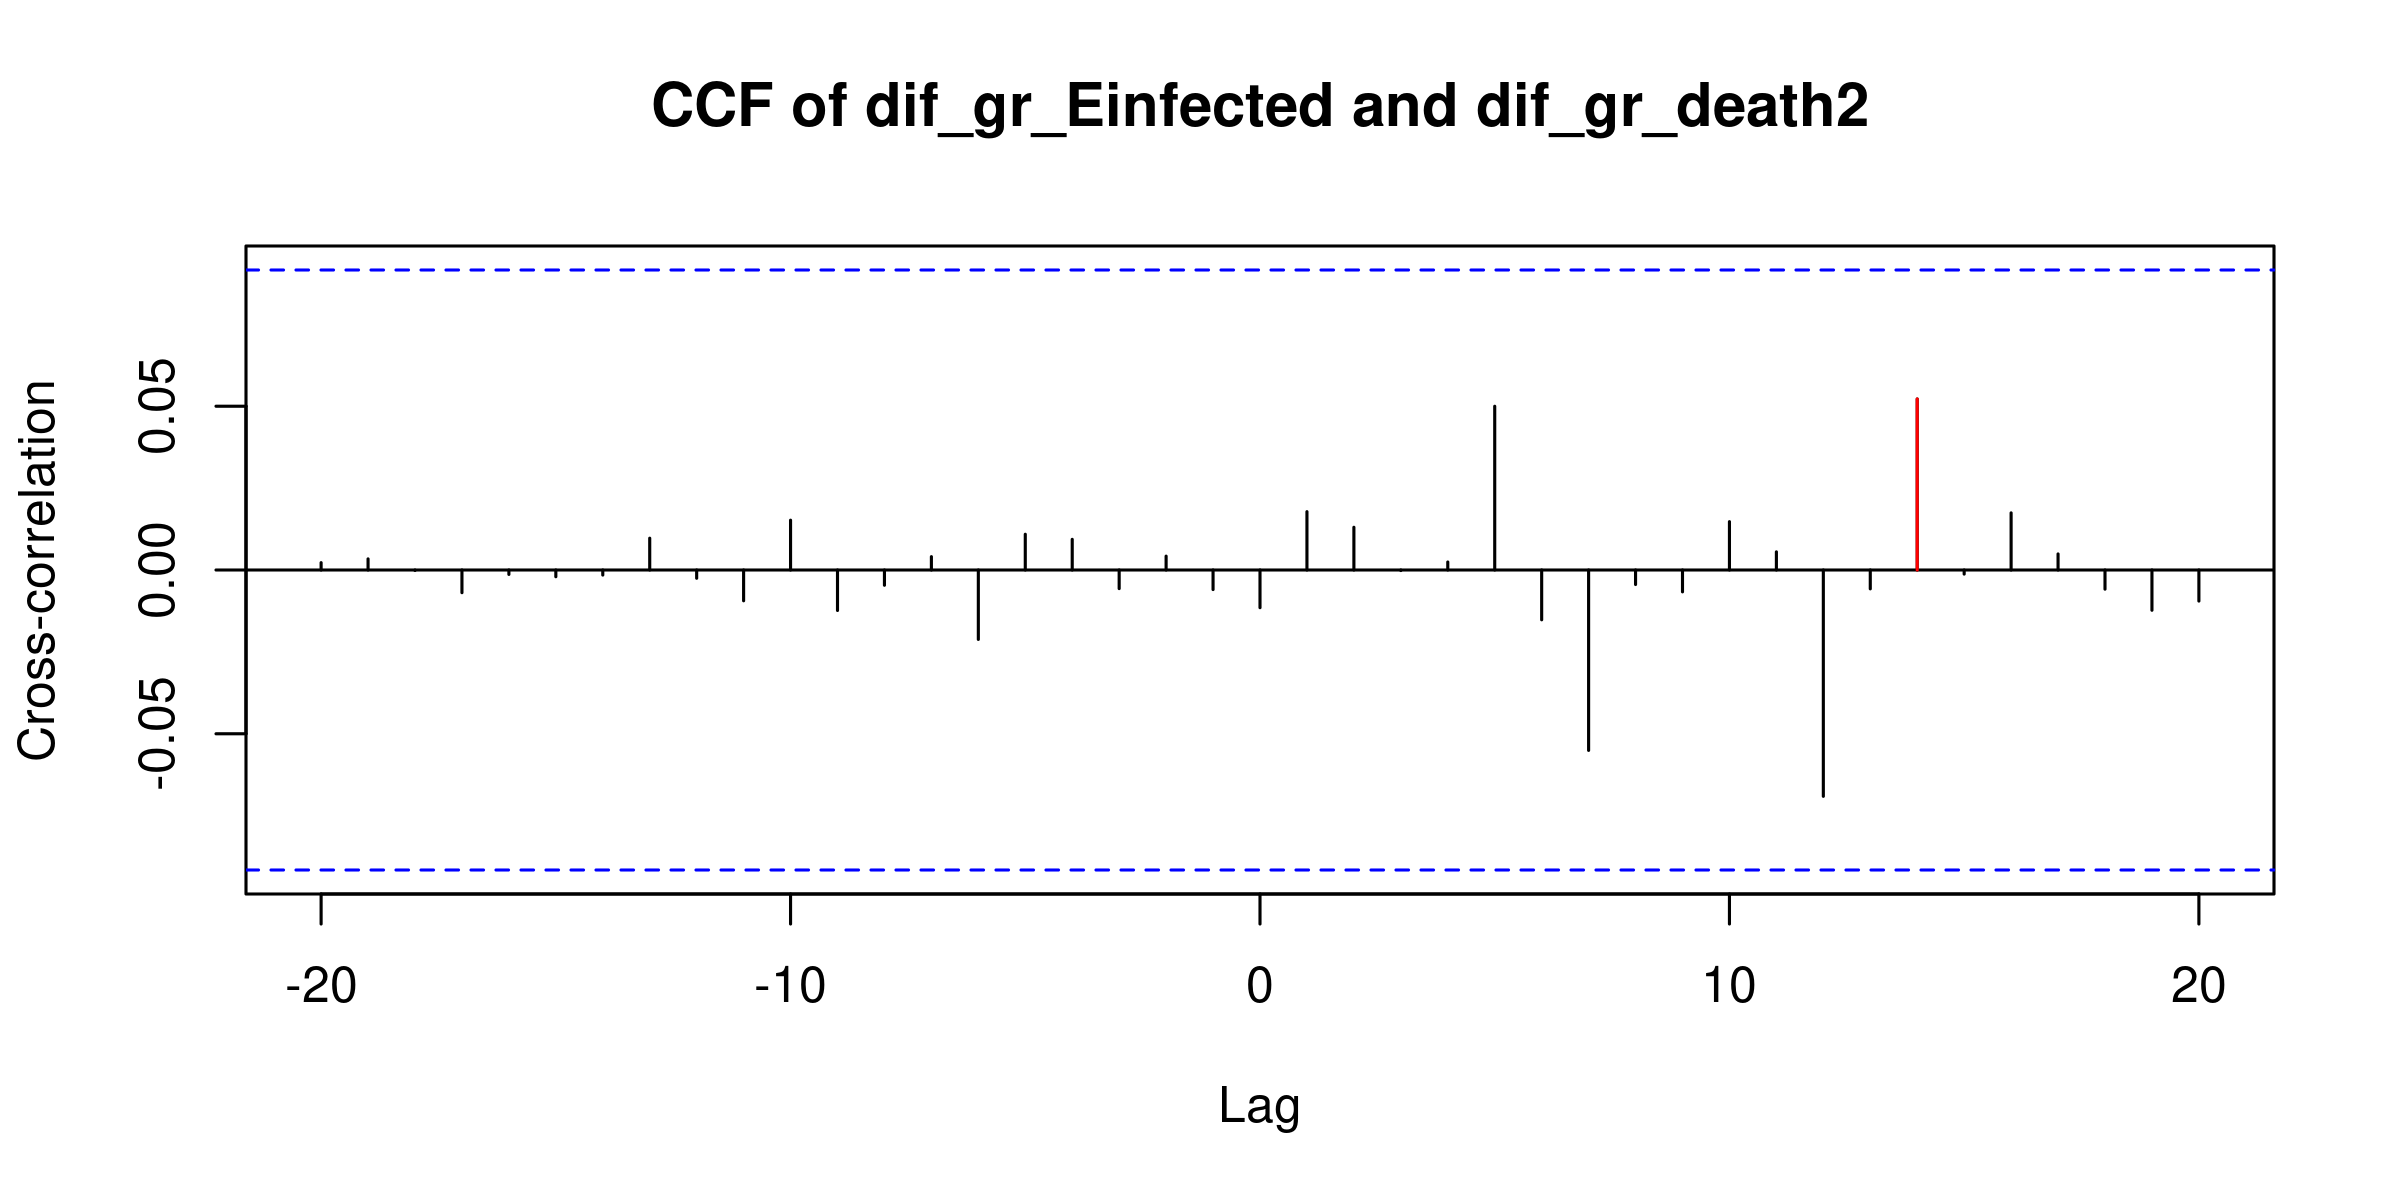 CCF of dif_gr_Einfected and dif_gr_death2
Cross-correlation
0.05
0.00
-0.05
-20 -10 0 10 20
Lag